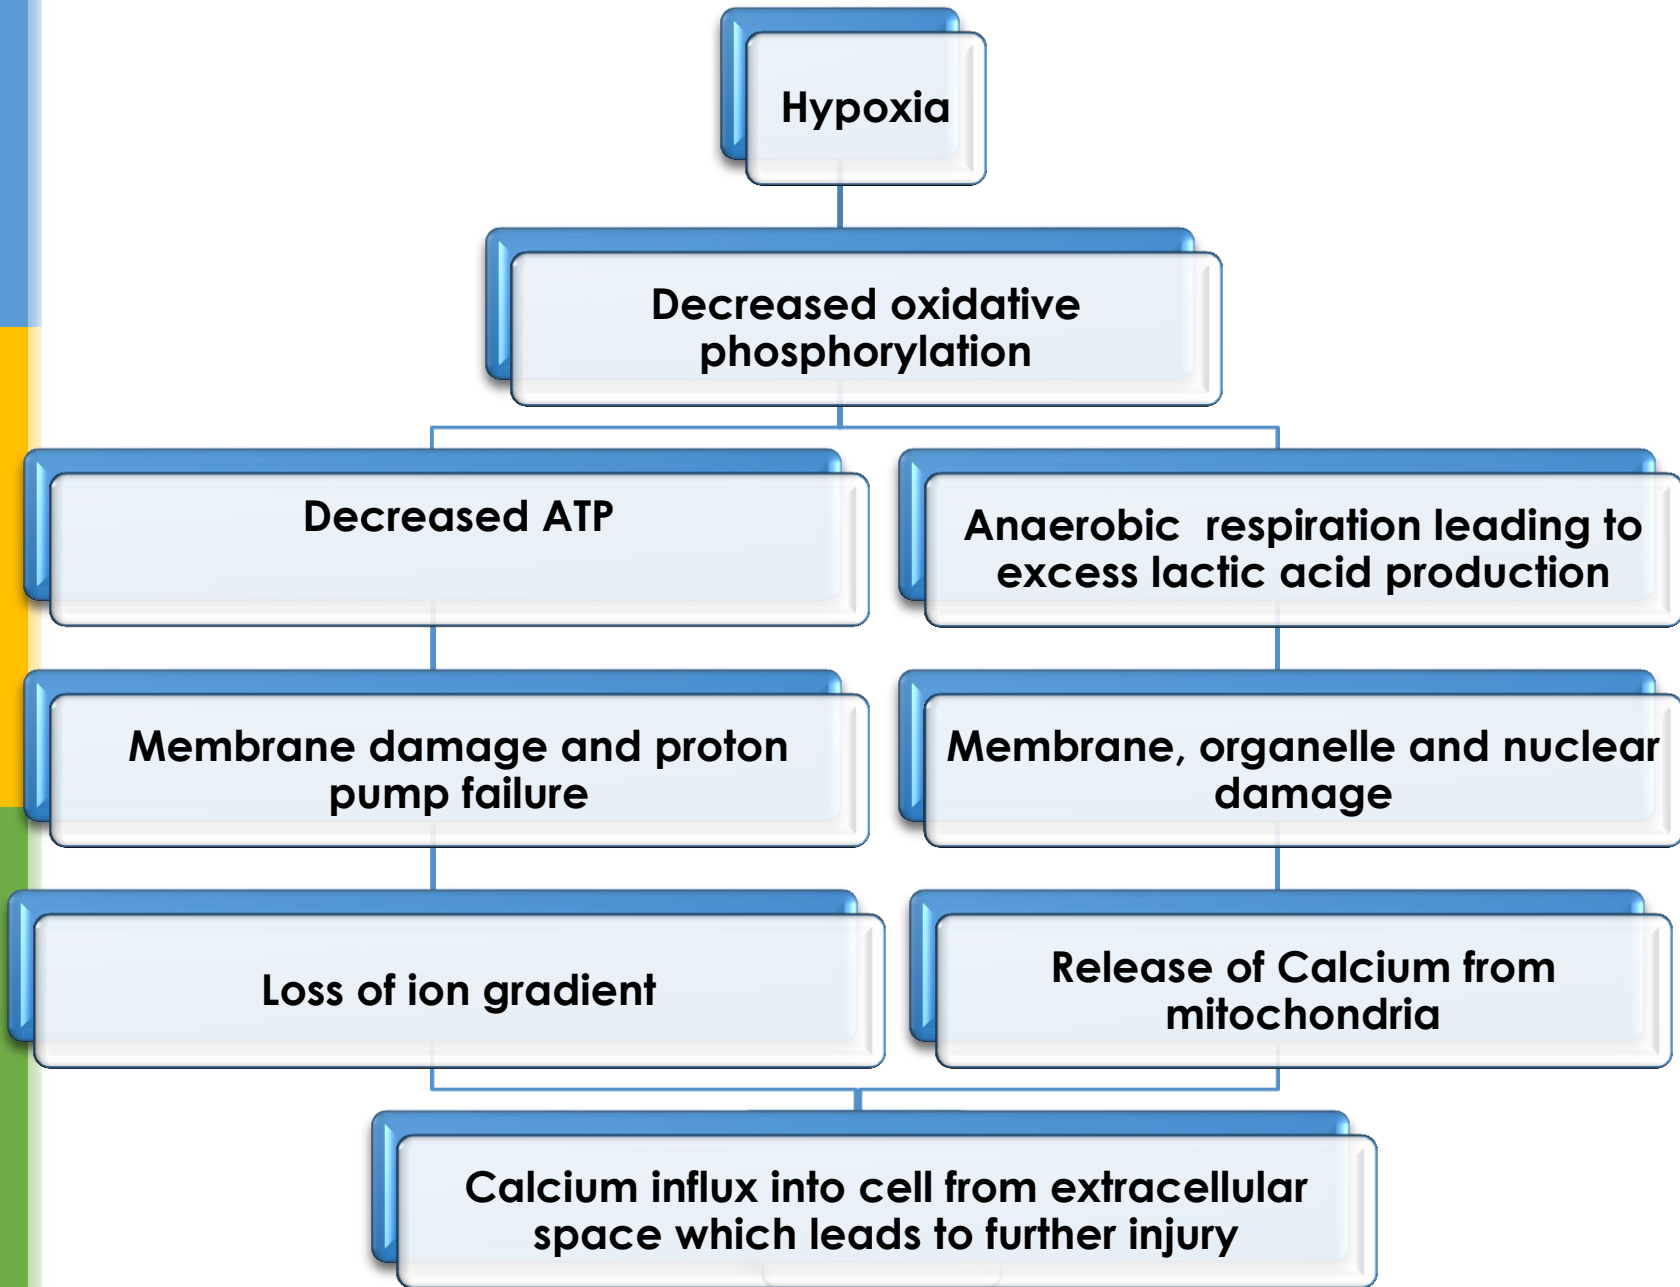 Hypoxia
Decreased oxidative
phosphorylation
Decreased ATP
Anaerobic  respiration leading to
excess lactic acid production
Membrane damage and proton
pump failure
Membrane, organelle and nuclear
damage
Loss of ion gradient
Release of Calcium from
mitochondria
Calcium influx into cell from extracellular
space which leads to further injury